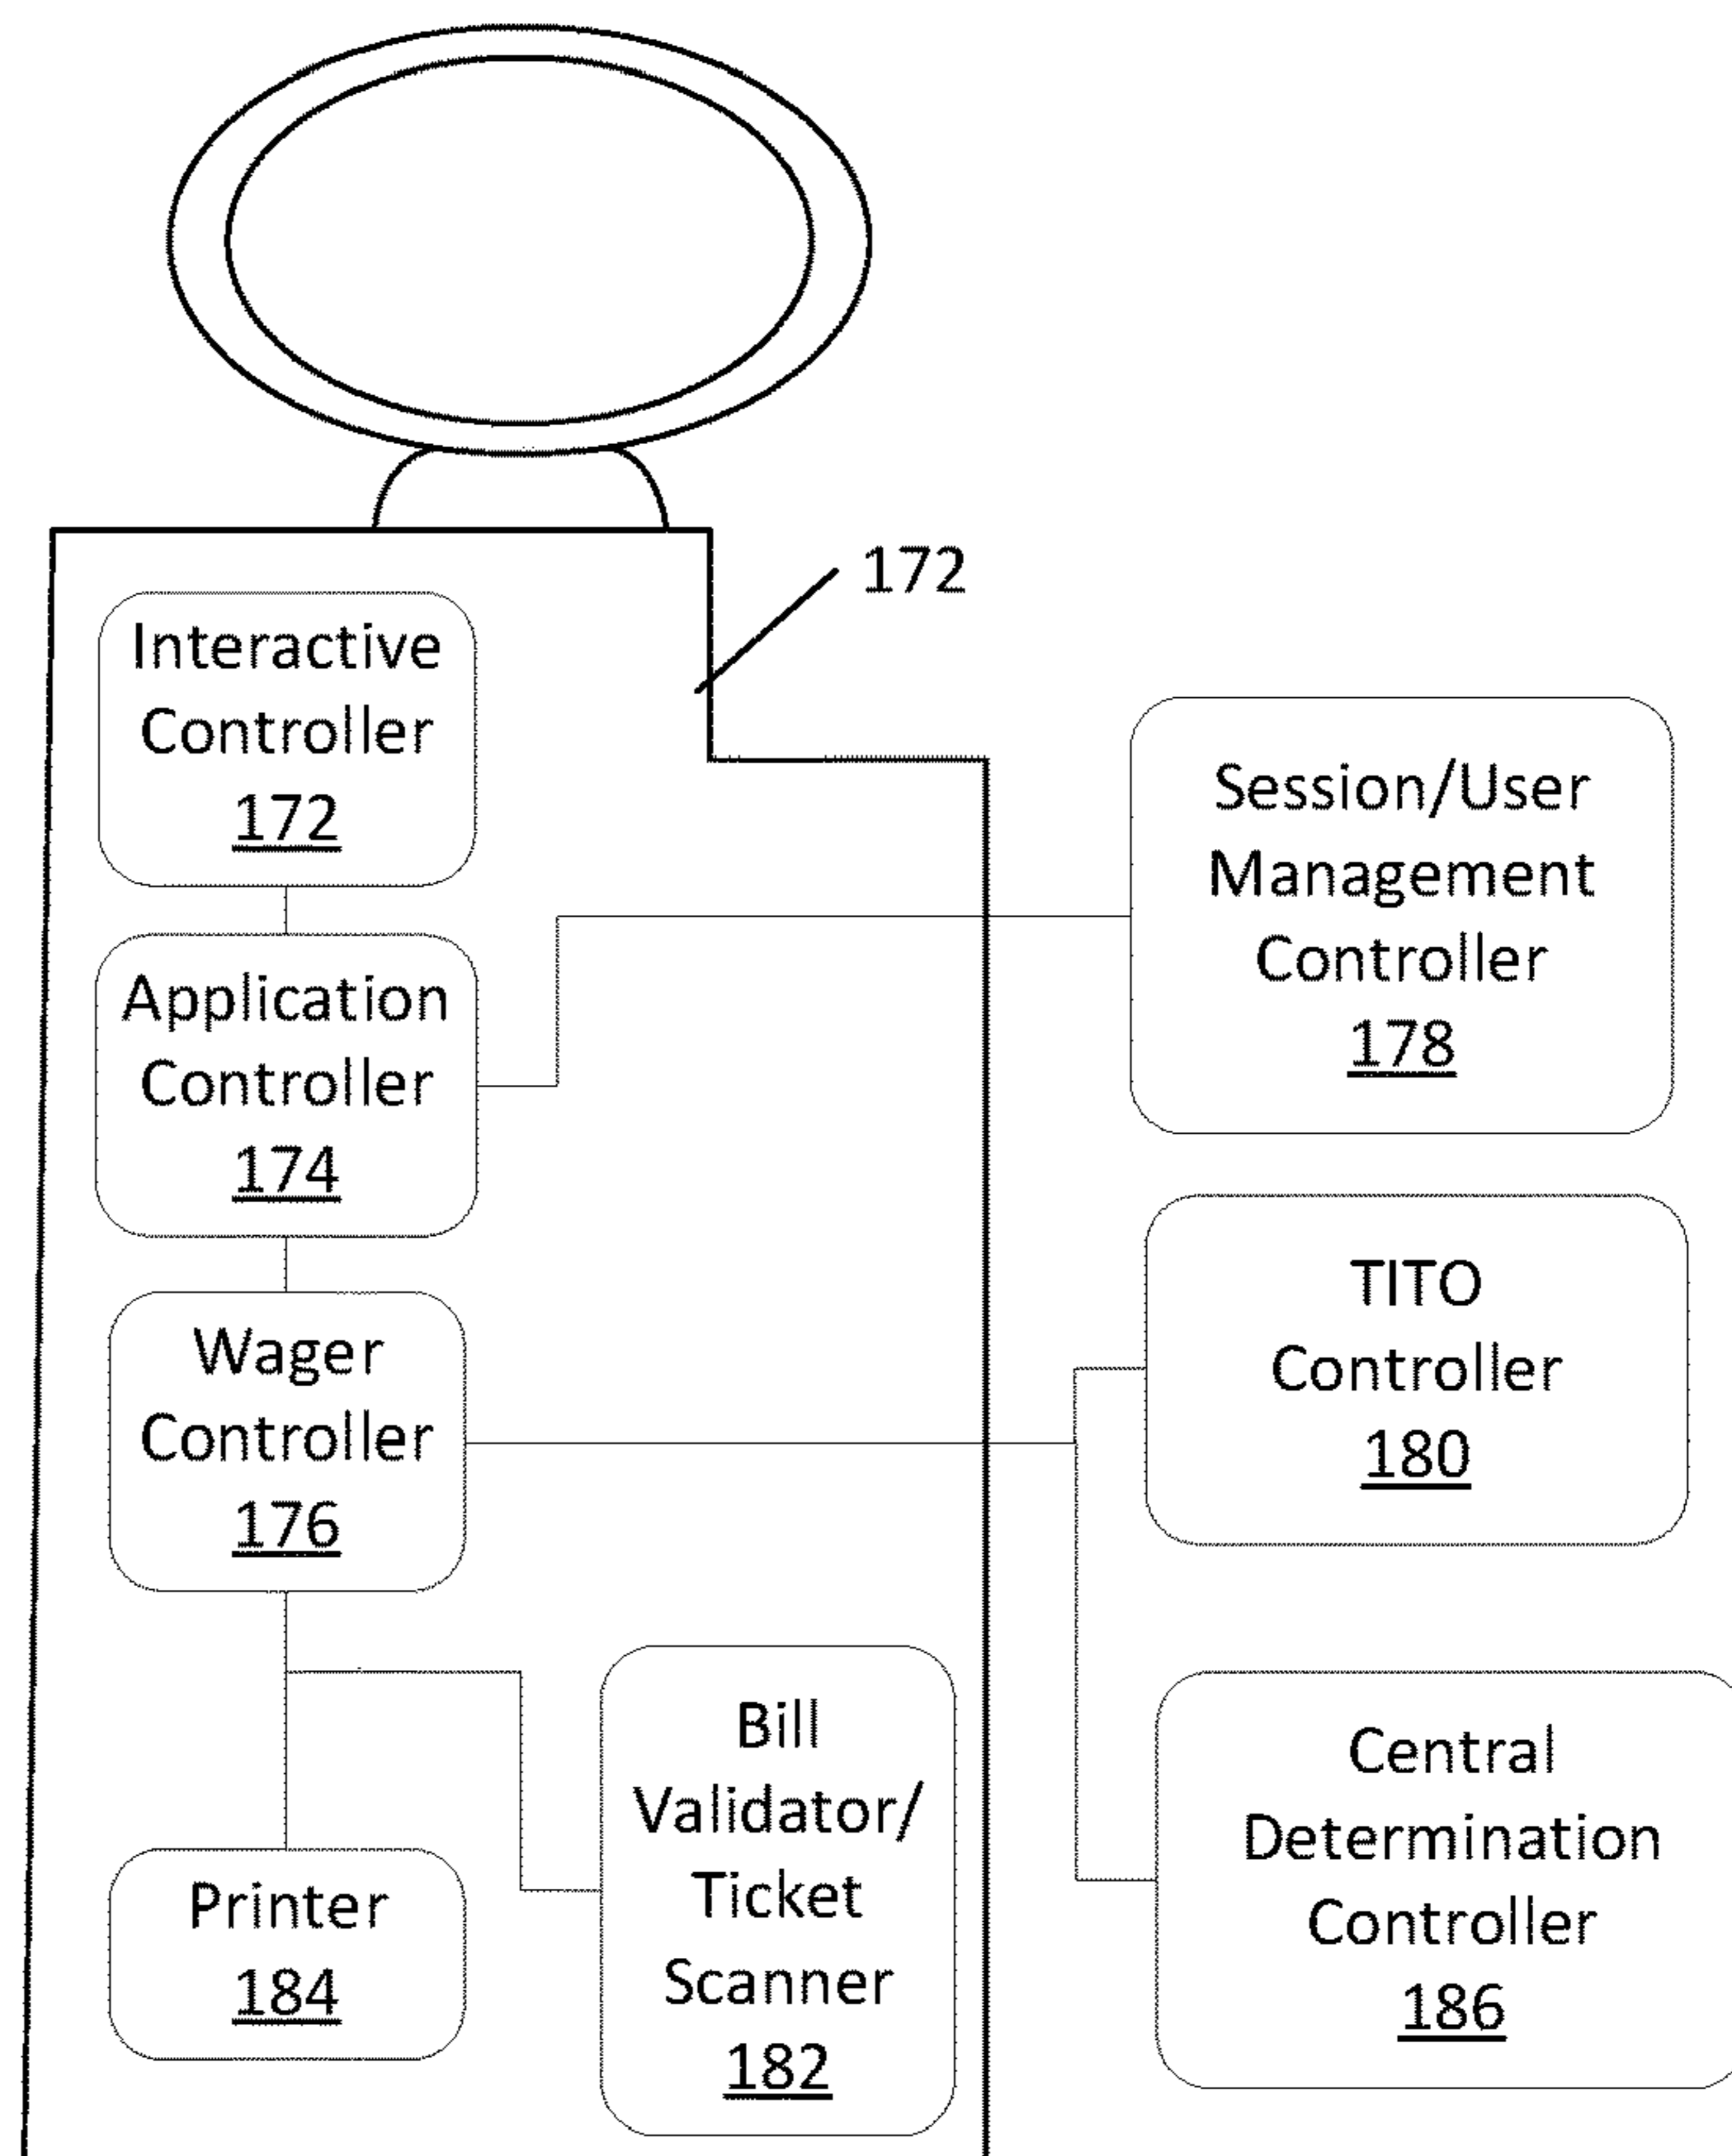 172
Interactive
Controller
172
Application
Controller
174
Wager
Controller
176
Printer
184
Bill
Validator/
Ticket
Scanner
182
Session/User
Management
Controller
178
TITO
Controller
180
Central
Determination
Controller
186